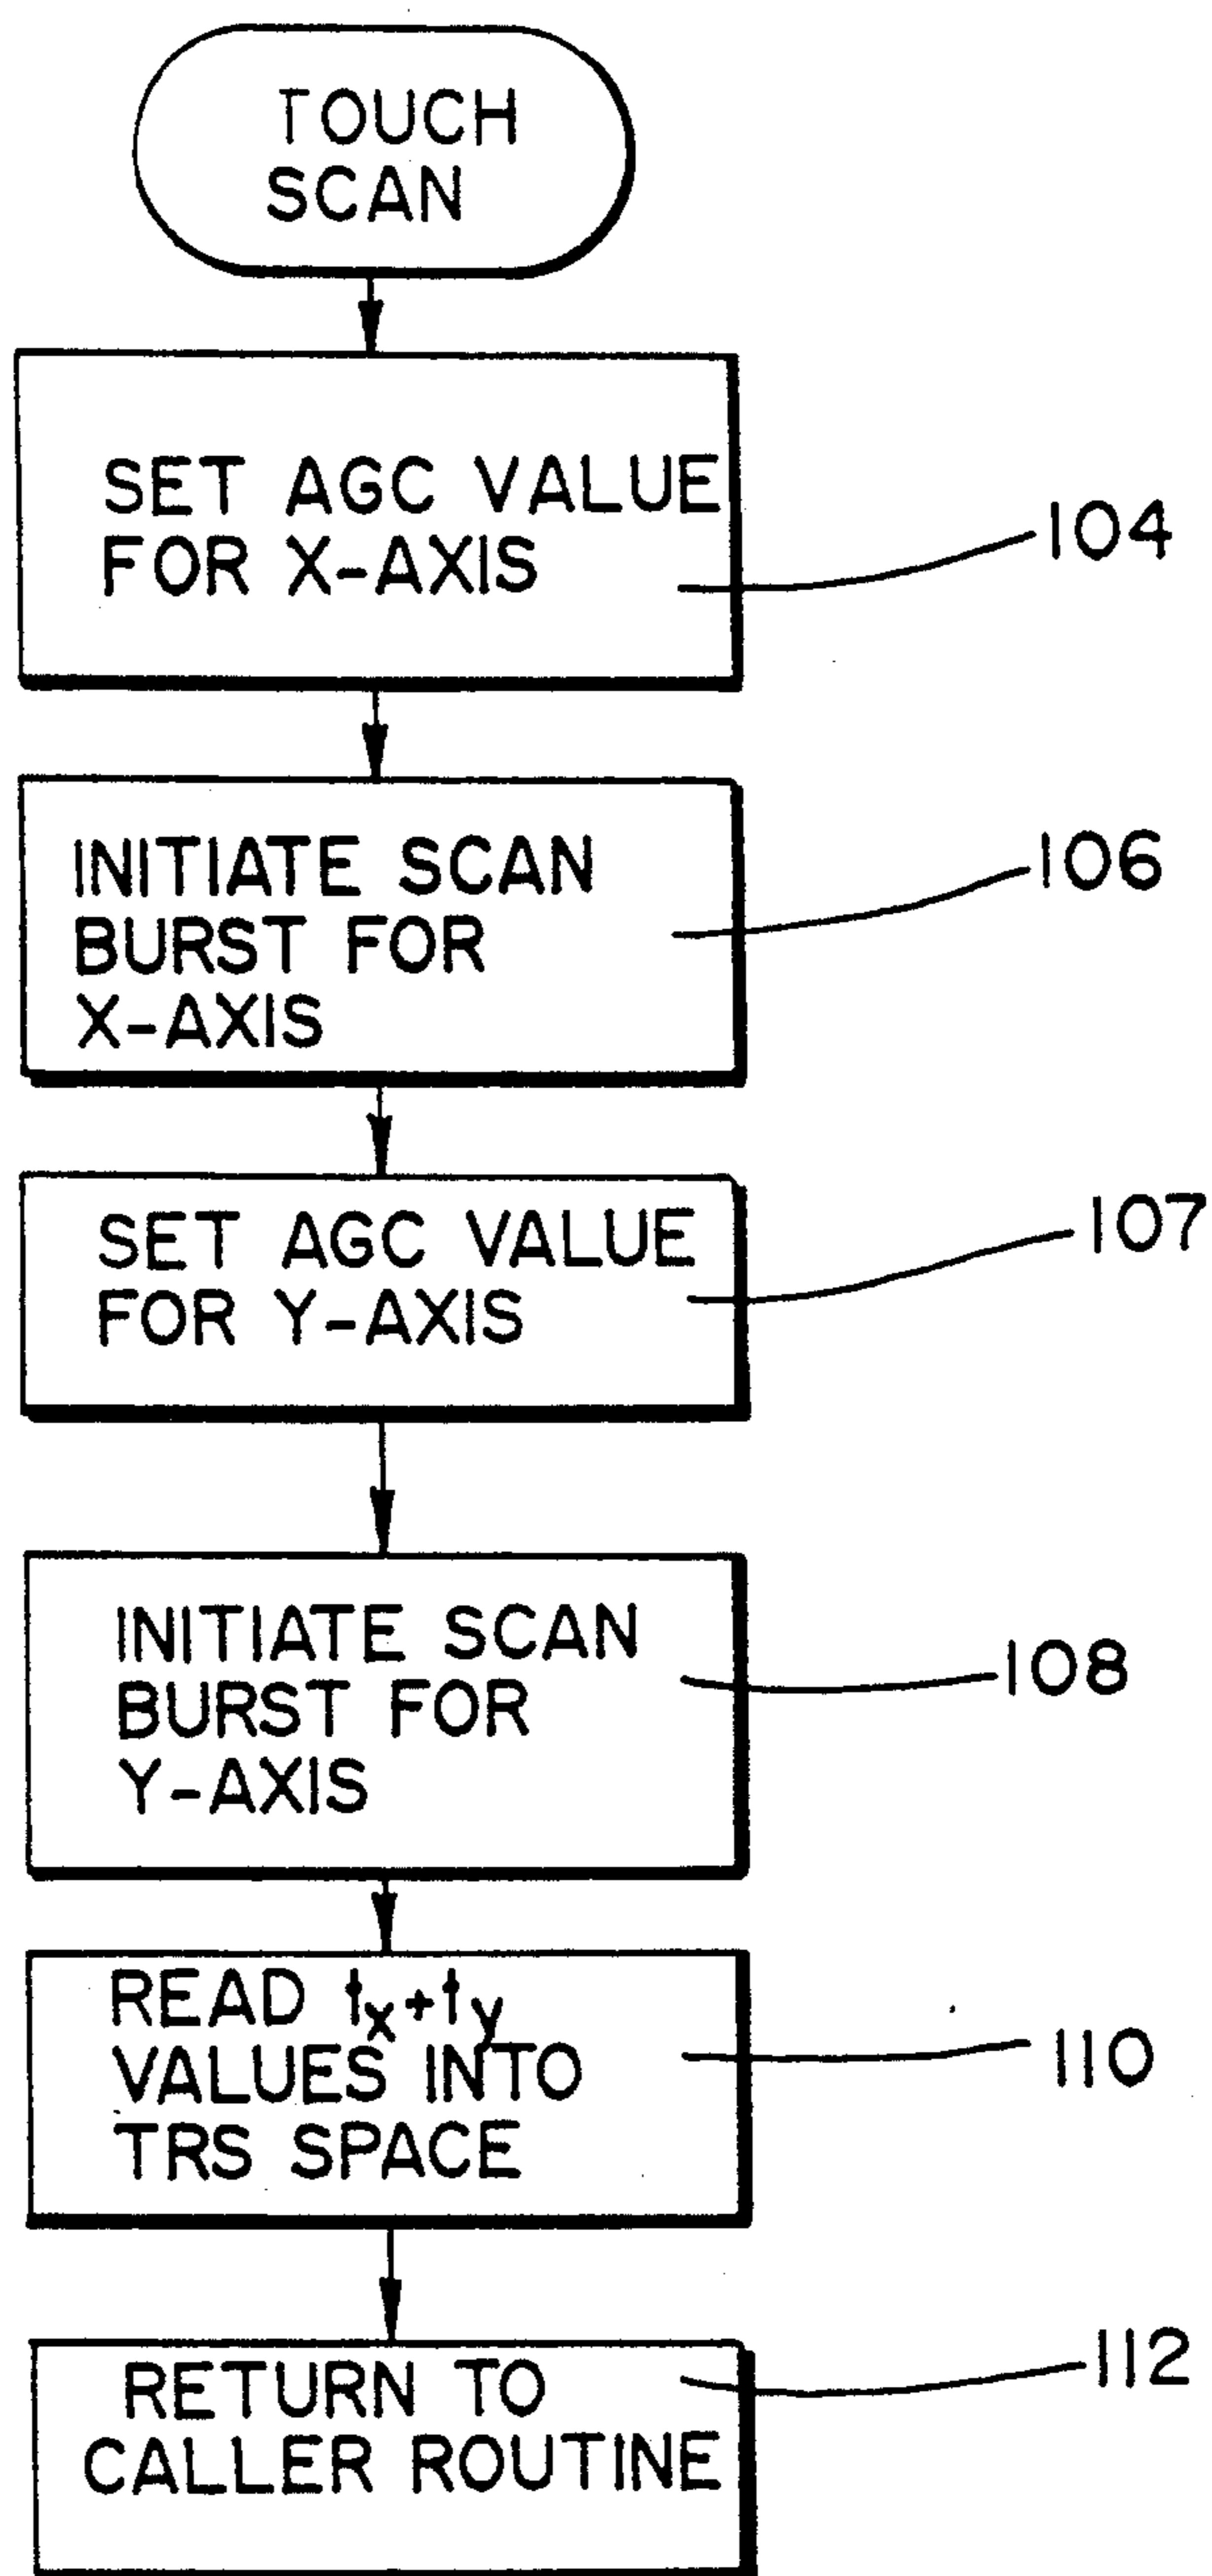 TOUCH
SCAN
SET AGC VALUE
FOR X-AXIS
104
INITIATE SCAN
BURST FOR
X-AXIS
106
SET AGC VALUE
FOR Y-AXIS
107
INITIATE SCAN
BURST FOR
Y-AXIS
108
READ tx+ty
VALUES INTO
TRS SPACE
110
RETURN TO
CALLER ROUTINE
112